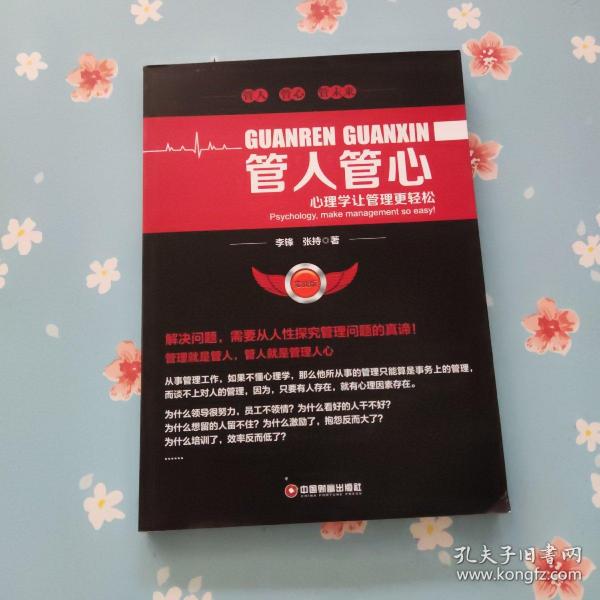 管人 管心 管未来
GUANREN GUANXIN
管人管心
心理学让管理更轻松
Psychology, make management so easy!
李锋 张持◎著
解决问题，需要从人性探究管理问题的真谛！
管理就是管人，管人就是管理人心
从事管理工作，如果不懂心理学，那么他所从事的管理只能算是事务上的管理，
而谈不上对人的管理，因为，只要有人存在，就有心理因素存在。
为什么领导很努力，员工不领情？为什么看好的人干不好？
为什么想留的人留不住？为什么激励了，抱怨反而大了？
为什么培训了，效率反而低了？
……
中国财富出版社
CHINA FORTUNE PRESS
孔夫子旧书网
www.kongfz.com